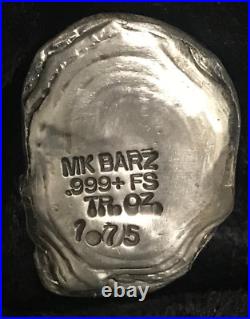 MK BARZ
.999+ FS
TR. OZ.
1.75